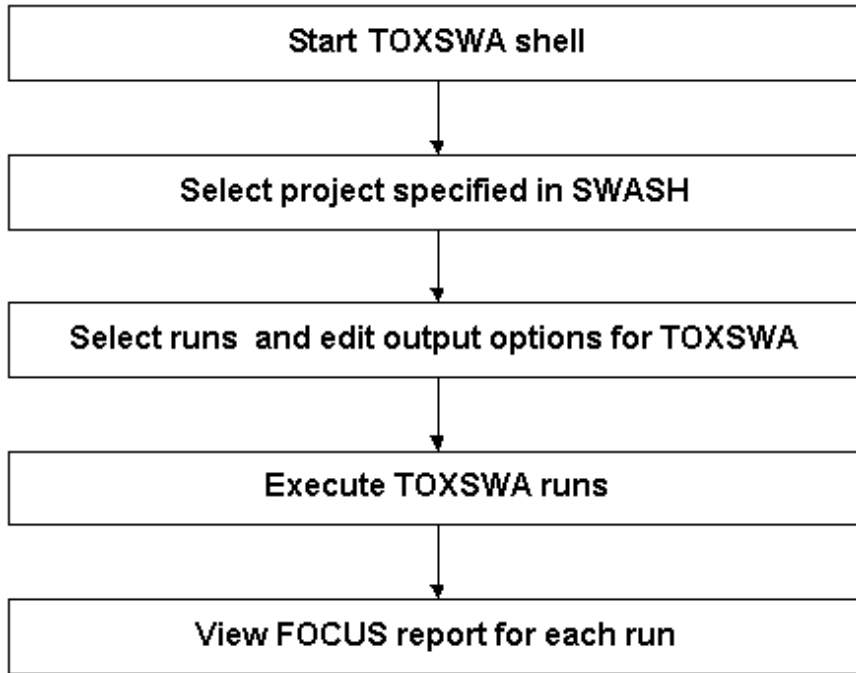 Start TOXSWA shell
Select project specified in SWASH
Select runs  and edit output options for TOXSWA
Execute TOXSWA runs
View FOCUS report for each run